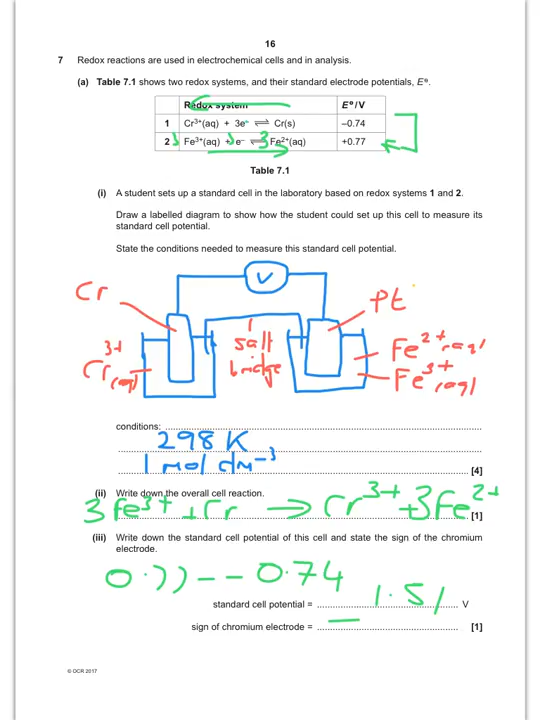 16
7 Redox reactions are used in electrochemical cells and in analysis.
(a) Table 7.1 shows two redox systems, and their standard electrode potentials, E⦵.
Redox system E⦵/V
1 Cr³⁺(aq) + 3e⁻ ⇌ Cr(s) –0.74
2 3 Fe³⁺(aq) + 3 e⁻ ⇌ 3 Fe²⁺(aq) +0.77
Table 7.1
(i) A student sets up a standard cell in the laboratory based on redox systems 1 and 2.
Draw a labelled diagram to show how the student could set up this cell to measure its
standard cell potential.
State the conditions needed to measure this standard cell potential.
V
Cr
Pt
salt
bridge
Cr³⁺(aq)
Fe²⁺(aq)
Fe³⁺(aq)
conditions:
298 K
1 mol dm⁻³ [4]
(ii) Write down the overall cell reaction.
3Fe³⁺ + Cr → Cr³⁺ + 3Fe²⁺ [1]
(iii) Write down the standard cell potential of this cell and state the sign of the chromium
electrode.
0.77 - - 0.74
standard cell potential = 1.51 V
sign of chromium electrode = – [1]
© OCR 2017